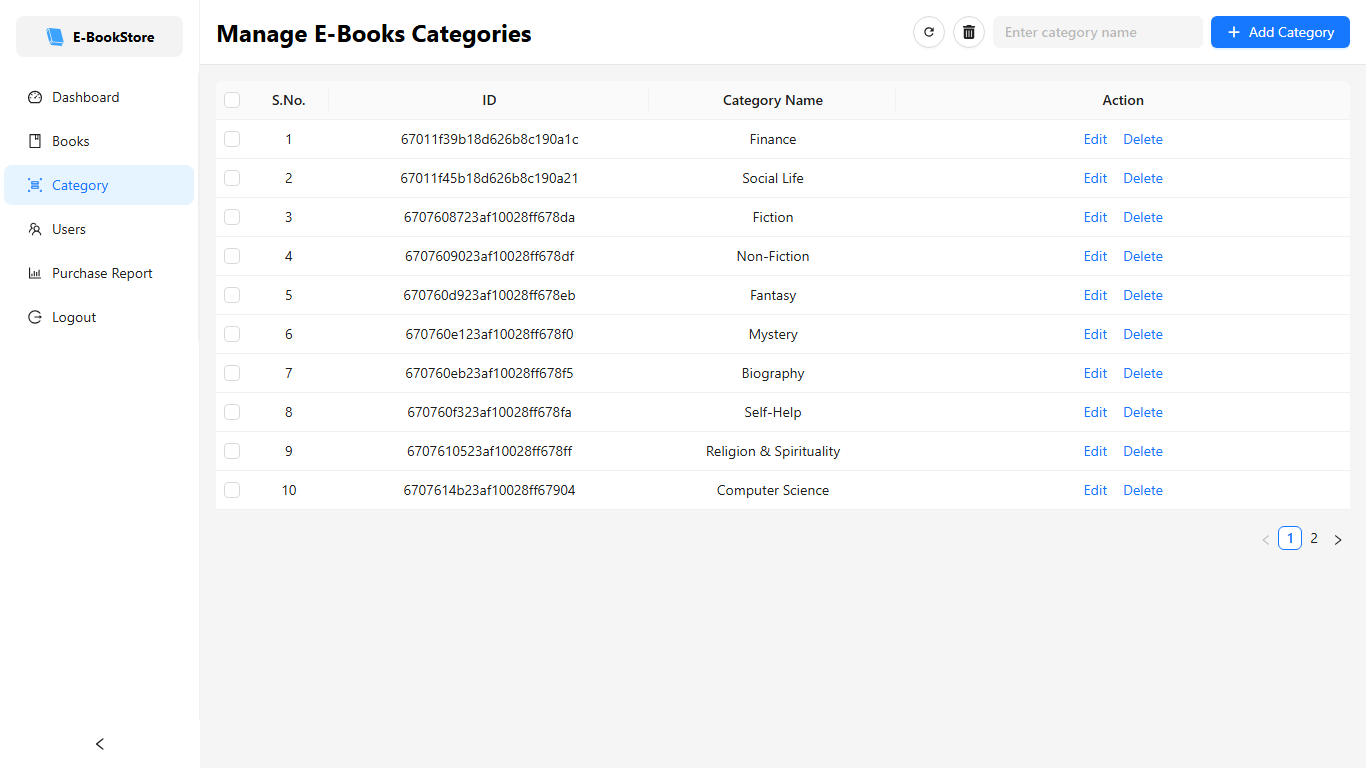 E-BookStore
Dashboard
Books
Category
Users
Purchase Report
Logout
Manage E-Books Categories
Enter category name
+ Add Category
S.No. ID Category Name Action
1 67011f39b18d626b8c190a1c Finance Edit Delete
2 67011f45b18d626b8c190a21 Social Life Edit Delete
3 6707608723af10028ff678da Fiction Edit Delete
4 6707609023af10028ff678df Non-Fiction Edit Delete
5 670760d923af10028ff678eb Fantasy Edit Delete
6 670760e123af10028ff678f0 Mystery Edit Delete
7 670760eb23af10028ff678f5 Biography Edit Delete
8 670760f323af10028ff678fa Self-Help Edit Delete
9 6707610523af10028ff678ff Religion & Spirituality Edit Delete
10 6707614b23af10028ff67904 Computer Science Edit Delete
< 1 2 >